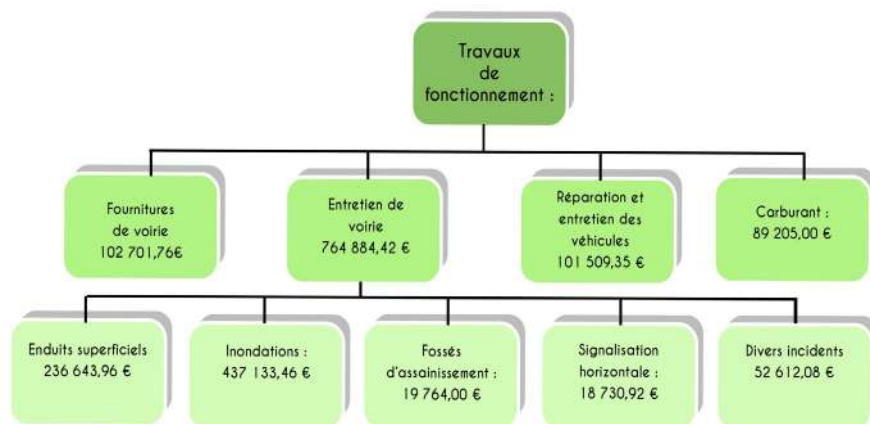 Travaux
de
fonctionnement :
Fournitures
de voirie
102 701,76€
Entretien de
voirie
764 884,42 €
Réparation et
entretien des
véhicules
101 509,35 €
Carburant :
89 205,00 €
Enduits superficiels
236 643,96 €
Inondations :
437 133,46 €
Fossés
d'assainissement :
19 764,00 €
Signalisation
horizontale :
18 730,92 €
Divers incidents
52 612,08 €